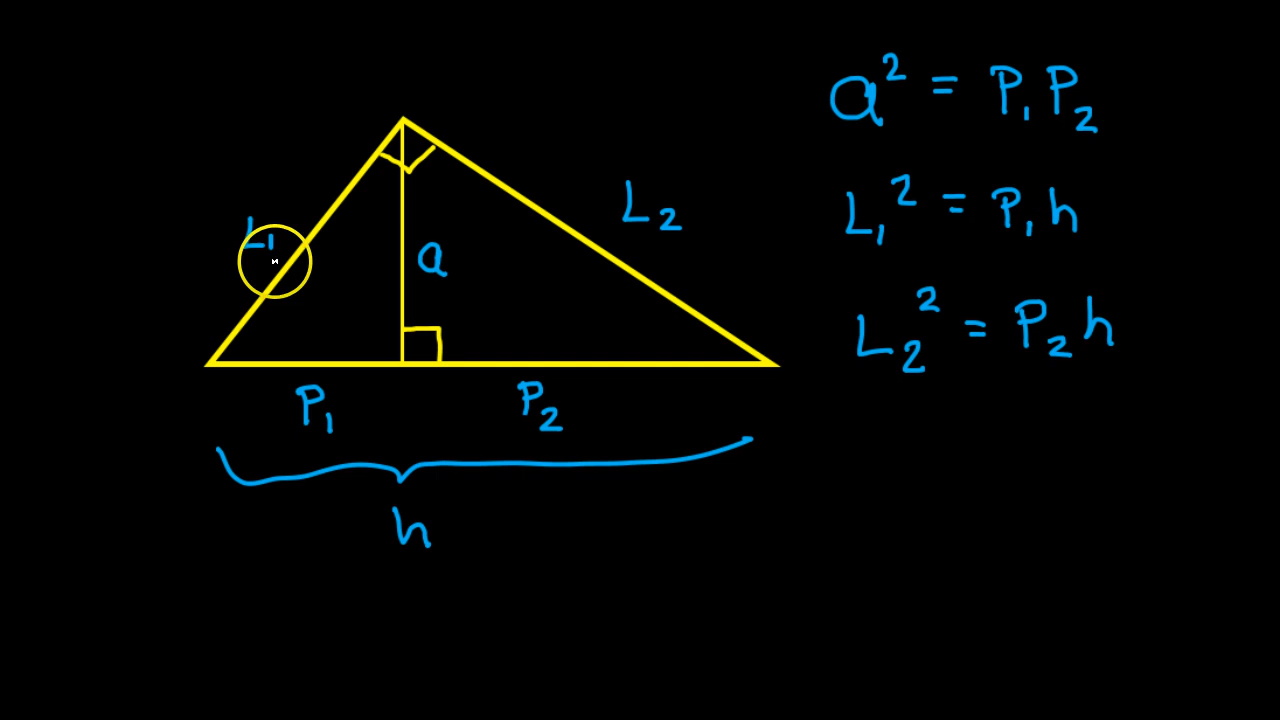 a² = P₁P₂
L₁² = P₁h
L₂² = P₂h
L₁
L₂
a
P₁
P₂
h